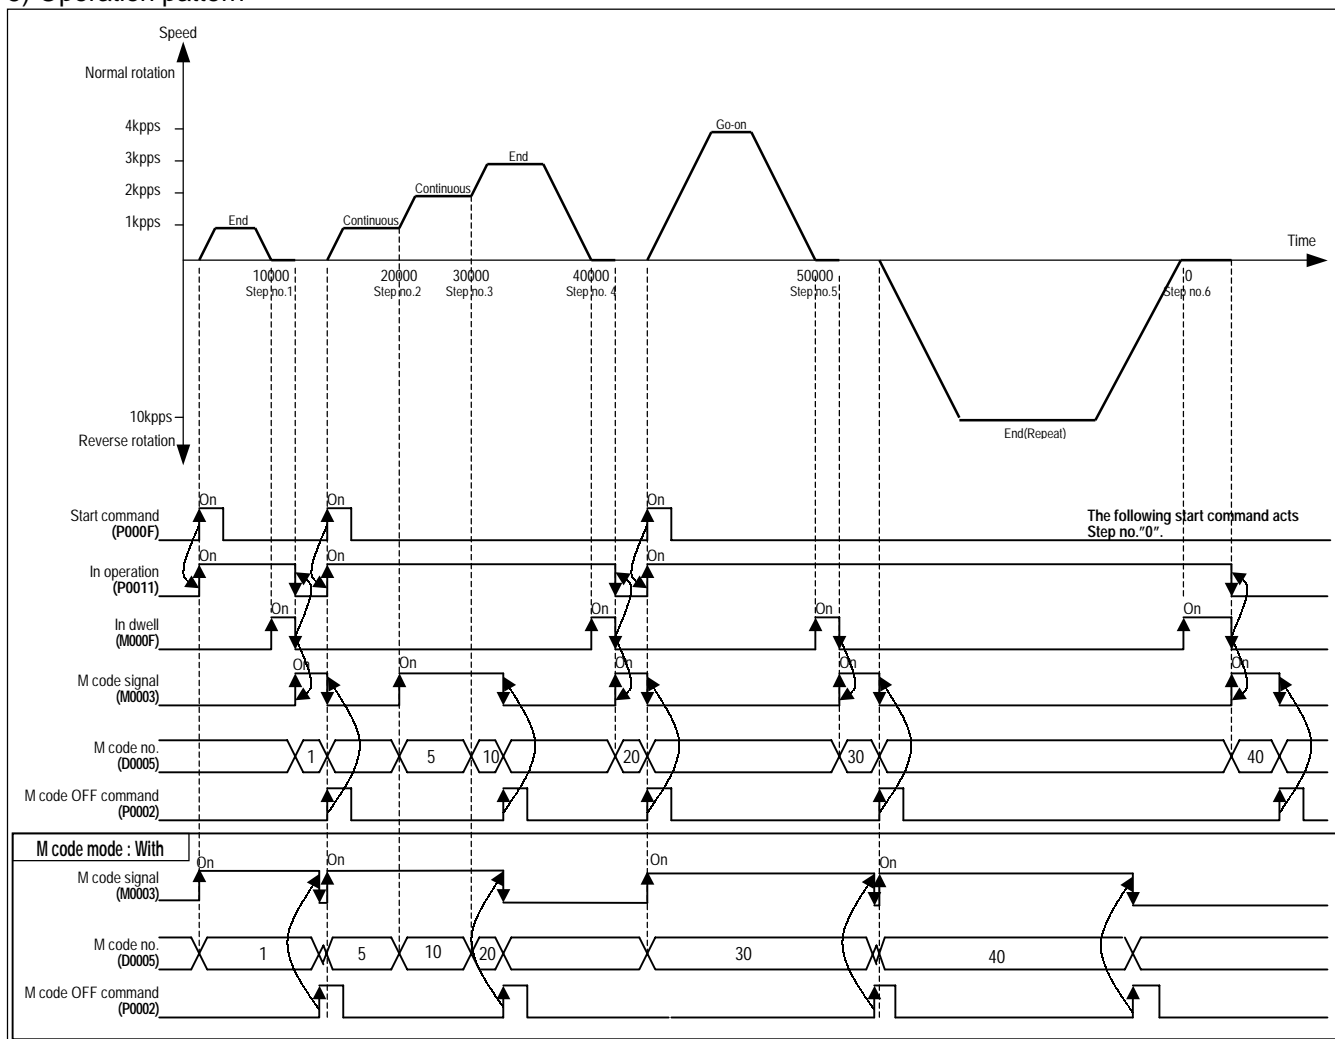 3) Operation pattern
Speed
Normal rotation
4kpps
3kpps
2kpps
1kpps
End
Continuous
Continuous
End
Go-on
Time
10000 20000 30000 40000 50000 0
Step no.1 Step no.2 Step no.3 Step no. 4 Step no.5 Step no.6
10kpps
Reverse rotation
End(Repeat)
On On On
Start command
(P000F)
The following start command acts
Step no."0".
On On On
In operation
(P0011)
On On On On
In dwell
(M000F)
On On On On On
M code signal
(M0003)
M code no.
(D0005)
1 5 10 20 30 40
M code OFF command
(P0002)
M code mode : With
On On On On
M code signal
(M0003)
M code no.
(D0005)
1 5 10 20 30 40
M code OFF command
(P0002)